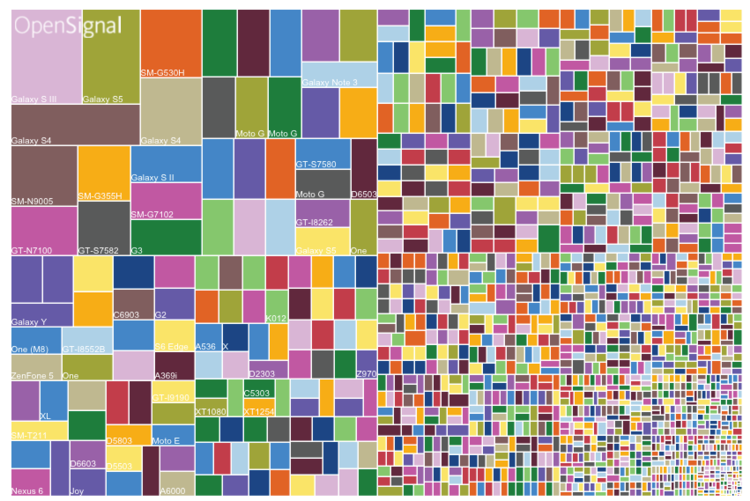 OpenSignal
Galaxy S III
Galaxy S5
SM-G530H
Galaxy Note 3
Galaxy S4
Galaxy S4
Moto G
Moto G
GT-S7580
Galaxy S II
Moto G
D6503
SM-N9005
SM-G355H
SM-G7102
GT-I8262
GT-N7100
GT-S7582
G3
Galaxy S6
One
Galaxy Y
C6903
G2
K012
One (M8)
GT-I8552B
S6 Edge
A536
X
ZenFone 5
One
A369i
D2303
Z970
XL
GT-I9190
C5303
XT1080
XT1254
SM-T211
D5803
Moto E
D6603
D5503
Nexus 6
Joy
A6000